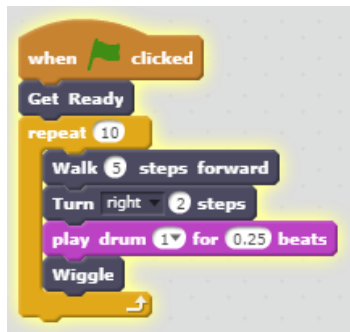 when clicked
Get Ready
repeat 10
Walk 5 steps forward
Turn right 2 steps
play drum 1 for 0.25 beats
Wiggle